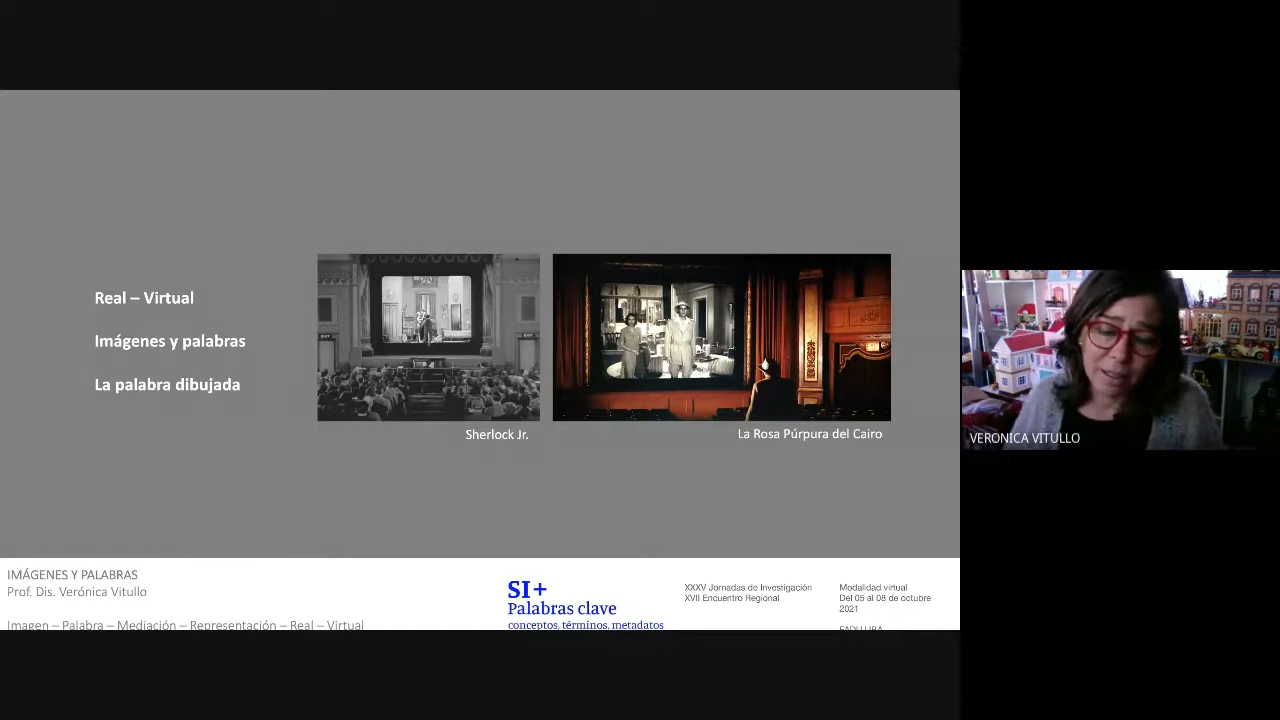 Real – Virtual
Imágenes y palabras
La palabra dibujada
Sherlock Jr.
La Rosa Púrpura del Cairo
VERONICA VITULLO
IMÁGENES Y PALABRAS
Prof. Dis. Verónica Vitullo
Imagen – Palabra – Mediación – Representación – Real – Virtual
SI+
Palabras clave
conceptos, términos, metadatos
XXXV Jornadas de Investigación
XVII Encuentro Regional
Modalidad virtual
Del 05 al 08 de octubre
2021